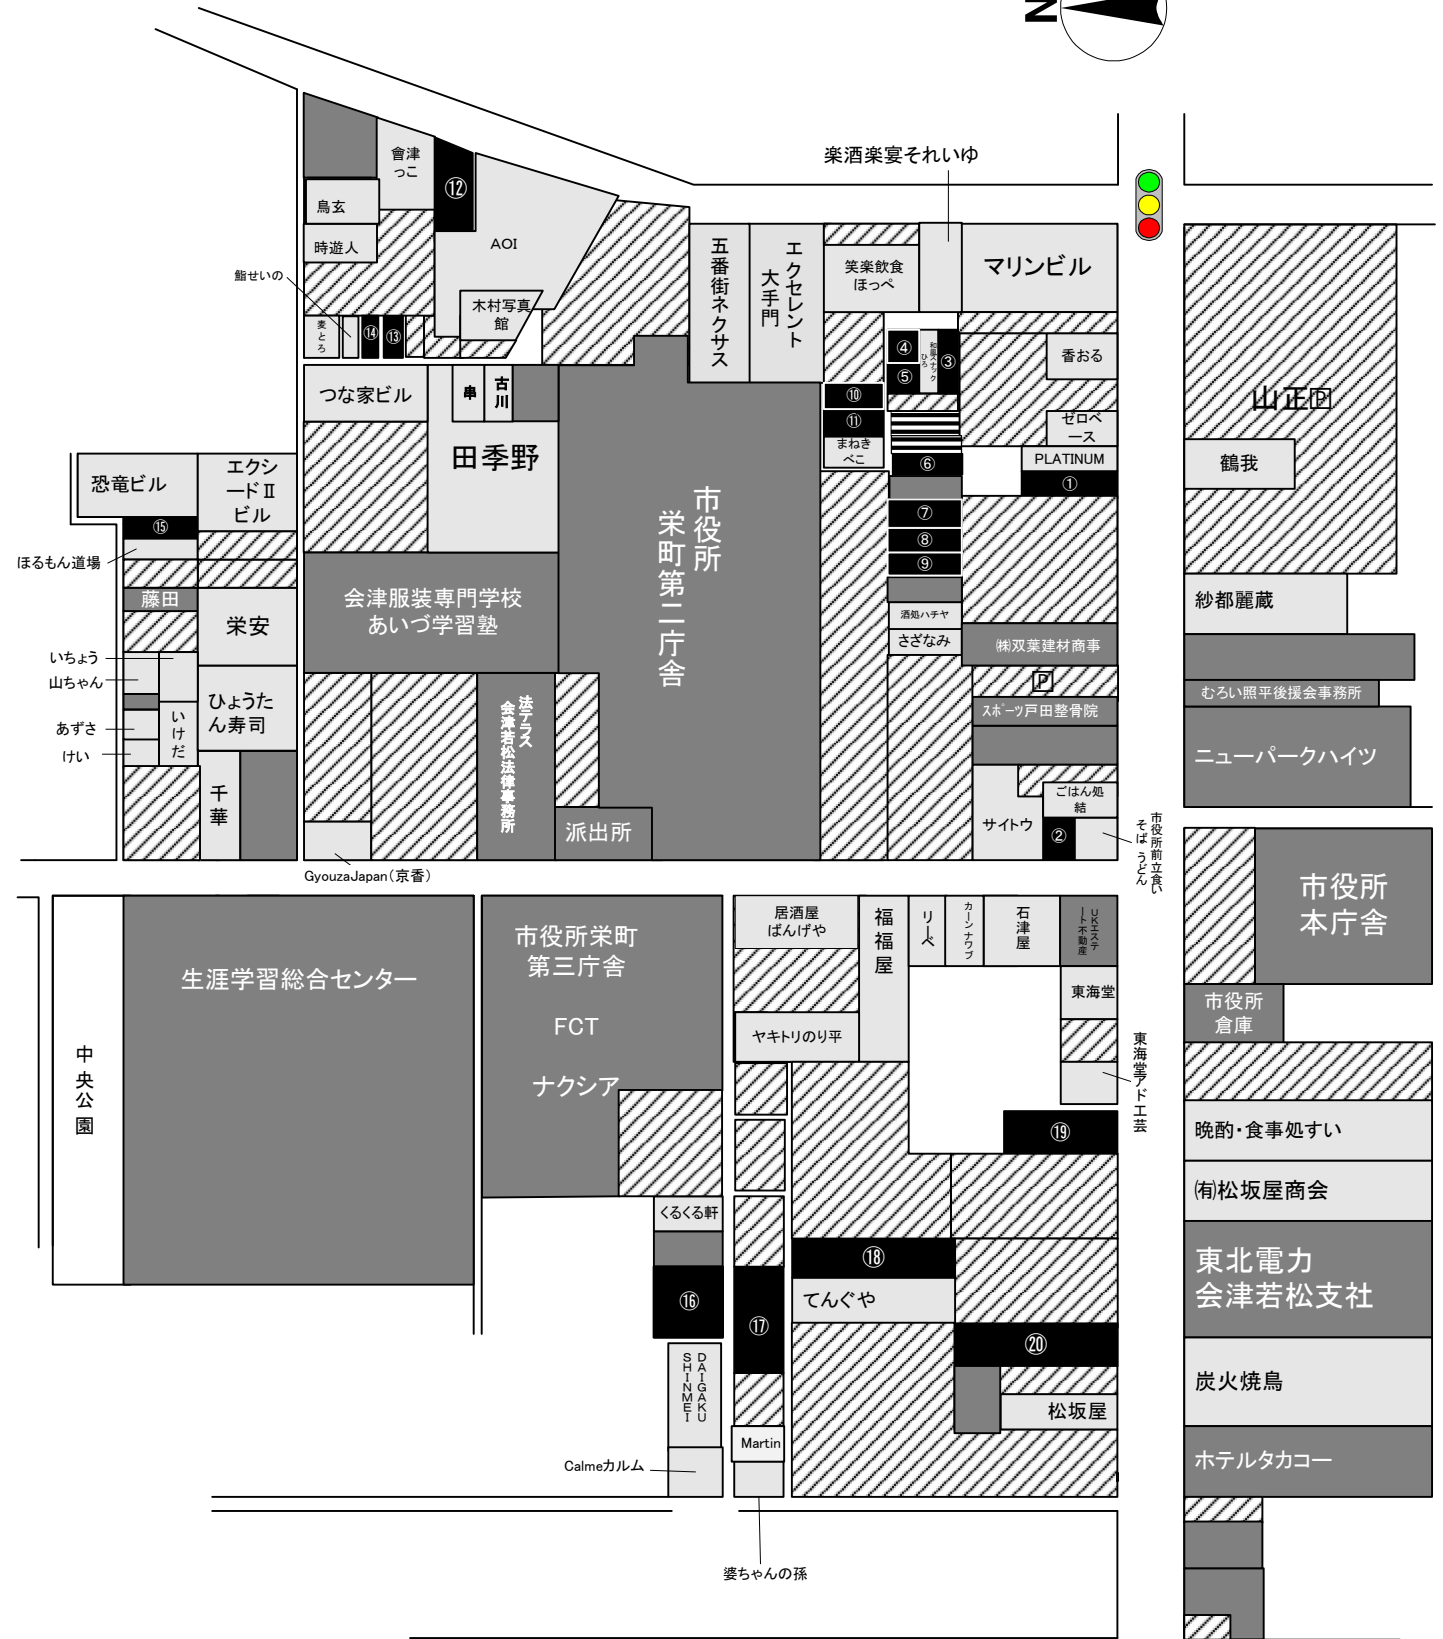 N
楽酒楽宴それいゆ
會津
っこ
⑫
鳥玄
時遊人
AOI
鮨せいの
木村写真
館
麦とろ
⑭
⑬
五番街ネクサス
エクセレント
大手門
笑楽飲食
ほっぺ
マリンビル
④
⑤
和風スナック
ひろ
③
香おる
山正🄿
つな家ビル
串
古川
⑩
⑪
まねき
べこ
ゼロベ
ース
⑥
PLATINUM
①
鶴我
田季野
恐竜ビル
エクシ
ードⅡ
ビル
⑮
ほるもん道場
市役所
栄町第二庁舎
⑦
⑧
⑨
藤田
栄安
会津服装専門学校
あいづ学習塾
酒処ハチヤ
さざなみ
㈱双葉建材商事
紗都麗蔵
いちょう
山ちゃん
🄿
むろい照平後援会事務所
ひょうた
ん寿司
あずさ
いけだ
けい
法テラス
会津若松法律事務所
スポーツ戸田整骨院
ニューパークハイツ
千華
派出所
サイトウ
ごはん処
結
②
市役所前立食い
そば うどん
GyouzaJapan(京香)
市役所
本庁舎
生涯学習総合センター
市役所栄町
第三庁舎
FCT
ナクシア
居酒屋
ばんげや
福福屋
リーベ
カーンナワブ
石津屋
UKエステ
ート不動産
東海堂
市役所
倉庫
ヤキトリのり平
中央公園
東海堂アド工芸
⑲
晩酌・食事処すい
㈲松坂屋商会
くるくる軒
⑱
東北電力
会津若松支社
⑯
てんぐや
⑰
⑳
DAIGAKU
SHINMEI
炭火焼鳥
松坂屋
Martin
Calmeカルム
ホテルタカコー
婆ちゃんの孫